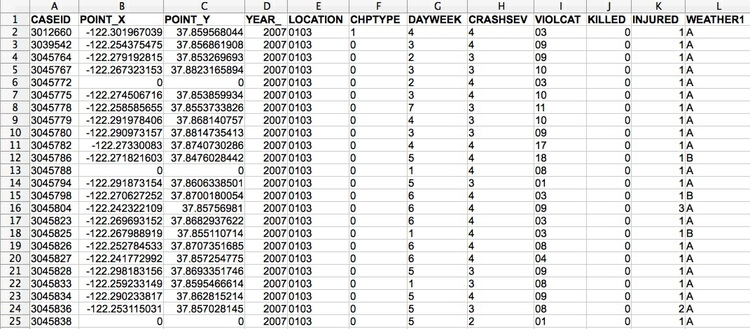 A B C D E F G H I J K L
1 CASEID POINT_X POINT_Y YEAR_ LOCATION CHPTYPE DAYWEEK CRASHSEV VIOLCAT KILLED INJURED WEATHER1
2 3012660 -122.301967039 37.859568044 2007 0103 1 4 4 03 0 1 A
3 3039542 -122.254375475 37.856861908 2007 0103 0 3 4 09 0 1 A
4 3045764 -122.279192815 37.853269693 2007 0103 0 2 3 09 0 1 A
5 3045767 -122.267323153 37.8823165894 2007 0103 0 3 3 10 0 1 A
6 3045772 0 0 2007 0103 0 2 4 03 0 1 A
7 3045775 -122.274506716 37.853859934 2007 0103 0 3 4 10 0 1 A
8 3045778 -122.258585655 37.8553733826 2007 0103 0 7 3 11 0 1 A
9 3045779 -122.291978406 37.868140757 2007 0103 0 4 3 10 0 1 A
10 3045780 -122.290973157 37.8814735413 2007 0103 0 3 3 09 0 1 A
11 3045782 -122.27330083 37.8740730286 2007 0103 0 4 4 17 0 1 A
12 3045786 -122.271821603 37.8476028442 2007 0103 0 5 4 18 0 1 B
13 3045788 0 0 2007 0103 0 1 4 08 0 1 A
14 3045794 -122.291873154 37.8606338501 2007 0103 0 5 3 01 0 1 A
15 3045798 -122.270627252 37.8700180054 2007 0103 0 6 4 03 0 1 B
16 3045804 -122.242322109 37.85756981 2007 0103 0 6 4 09 0 3 A
17 3045823 -122.269693152 37.8682937622 2007 0103 0 6 4 03 0 1 A
18 3045825 -122.267988919 37.855110714 2007 0103 0 1 4 03 0 1 B
19 3045826 -122.252784533 37.8707351685 2007 0103 0 6 4 08 0 1 A
20 3045827 -122.241772992 37.857254775 2007 0103 0 6 4 04 0 1 A
21 3045828 -122.298183156 37.8693351746 2007 0103 0 5 3 09 0 1 A
22 3045833 -122.259233149 37.8595466614 2007 0103 0 1 3 08 0 1 A
23 3045834 -122.290233817 37.862815214 2007 0103 0 5 4 09 0 1 A
24 3045836 -122.253115031 37.857028145 2007 0103 0 5 3 08 0 2 A
25 3045838 0 0 2007 0103 0 5 2 01 0 1 A